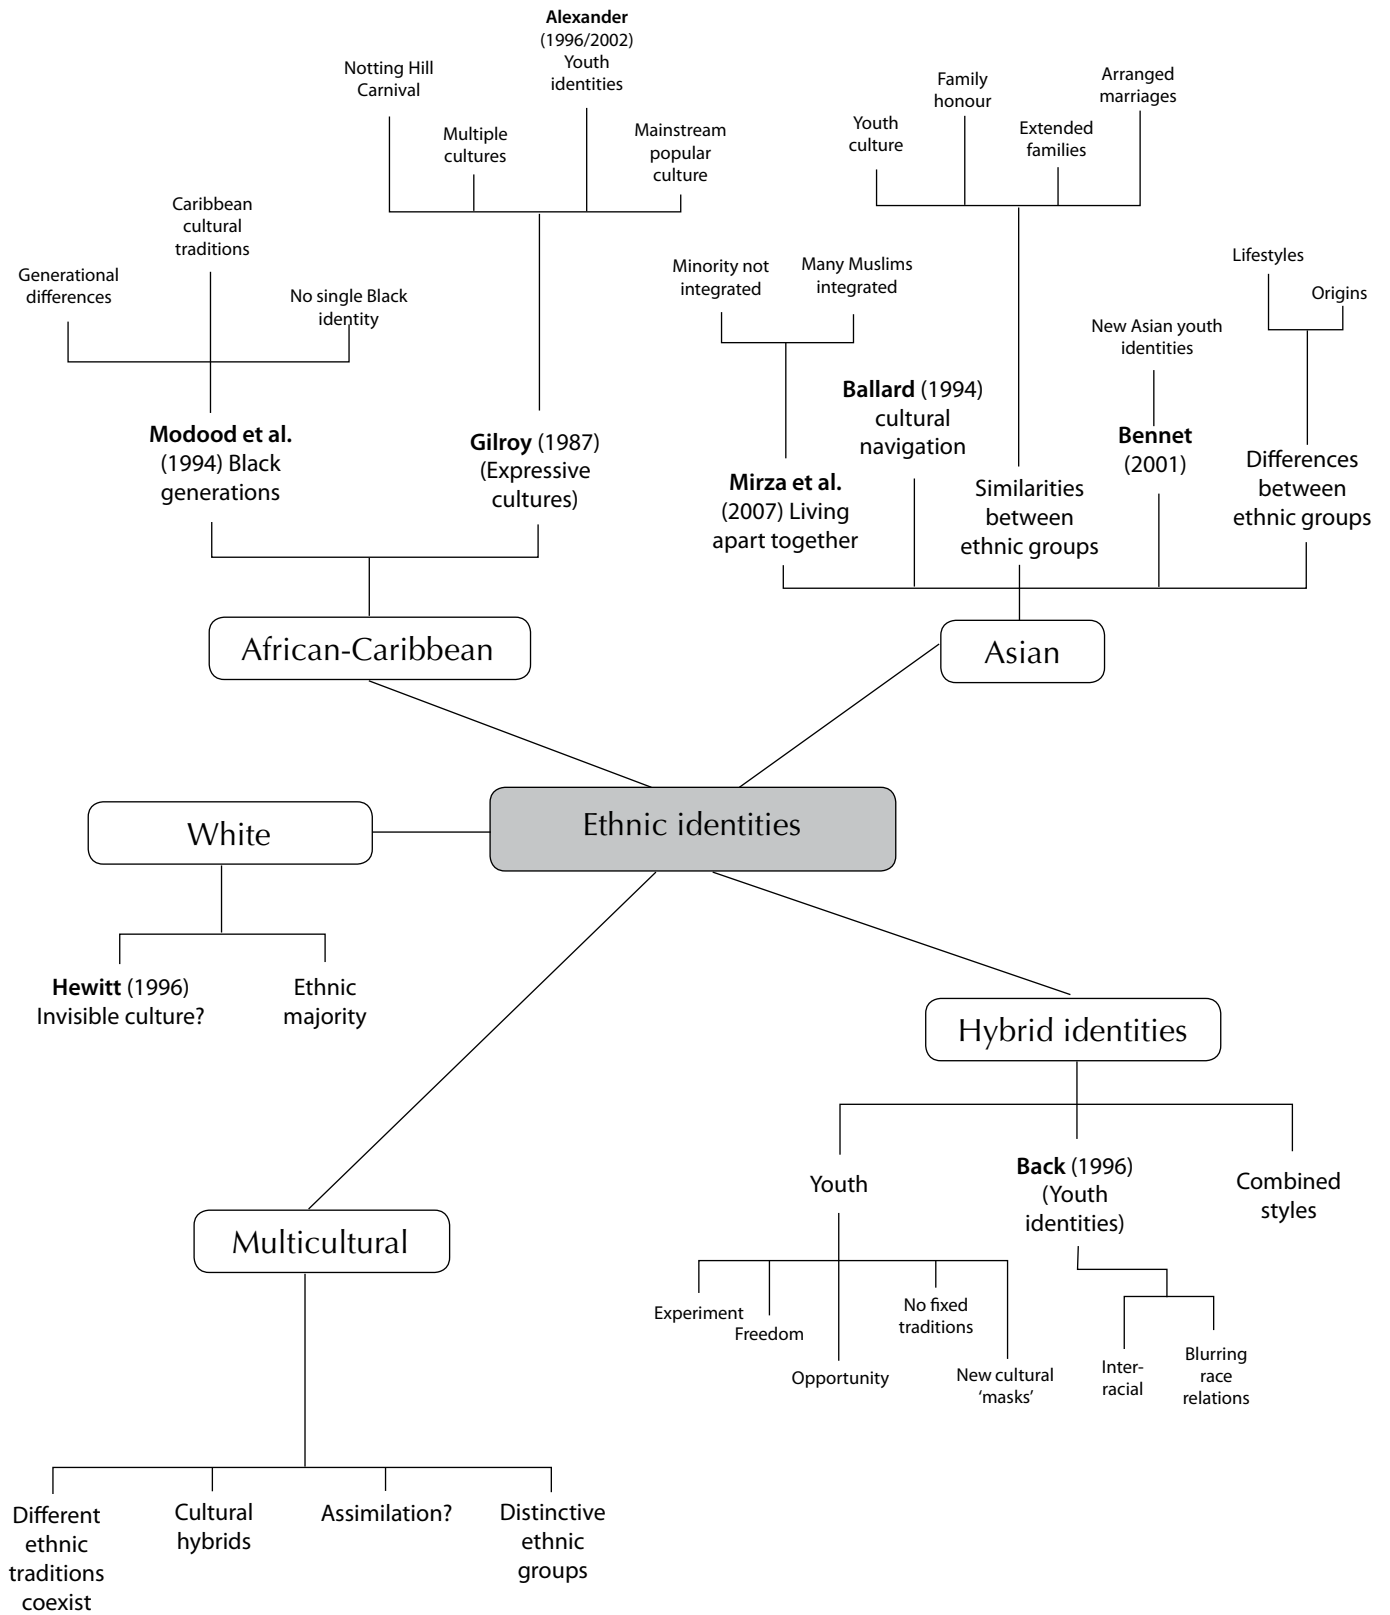 Alexander
(1996/2002)
Youth
identities
Notting Hill
Carnival
Multiple
cultures
Mainstream
popular
culture
Caribbean
cultural
traditions
Generational
differences
No single Black
identity
Modood et al.
(1994) Black
generations
Gilroy (1987)
(Expressive
cultures)
African-Caribbean
Family
honour
Arranged
marriages
Youth
culture
Extended
families
Minority not
integrated
Many Muslims
integrated
Lifestyles
Origins
New Asian youth
identities
Ballard (1994)
cultural
navigation
Mirza et al.
(2007) Living
apart together
Similarities
between
ethnic groups
Bennet
(2001)
Differences
between
ethnic groups
Asian
Ethnic identities
White
Hewitt (1996)
Invisible culture?
Ethnic
majority
Hybrid identities
Youth
Back (1996)
(Youth
identities)
Combined
styles
Experiment
Freedom
Opportunity
No fixed
traditions
New cultural
‘masks’
Inter-
racial
Blurring
race
relations
Multicultural
Different
ethnic
traditions
coexist
Cultural
hybrids
Assimilation?
Distinctive
ethnic
groups